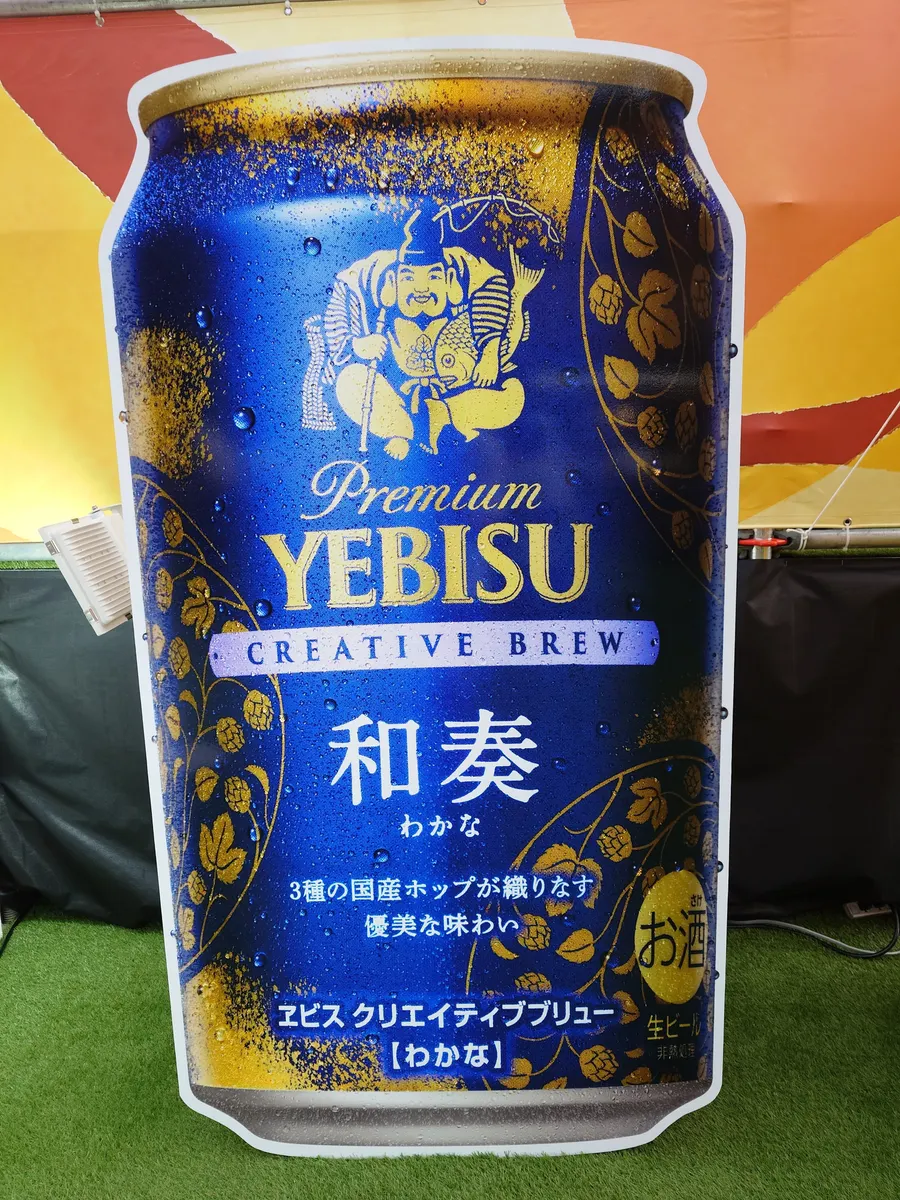 Premium
YEBISU
CREATIVE BREW
和奏
わかな
3種の国産ホップが織りなす
優美な味わい
さけ
お酒
生ビール
非熱処理
ヱビス クリエイティブブリュー
【わかな】